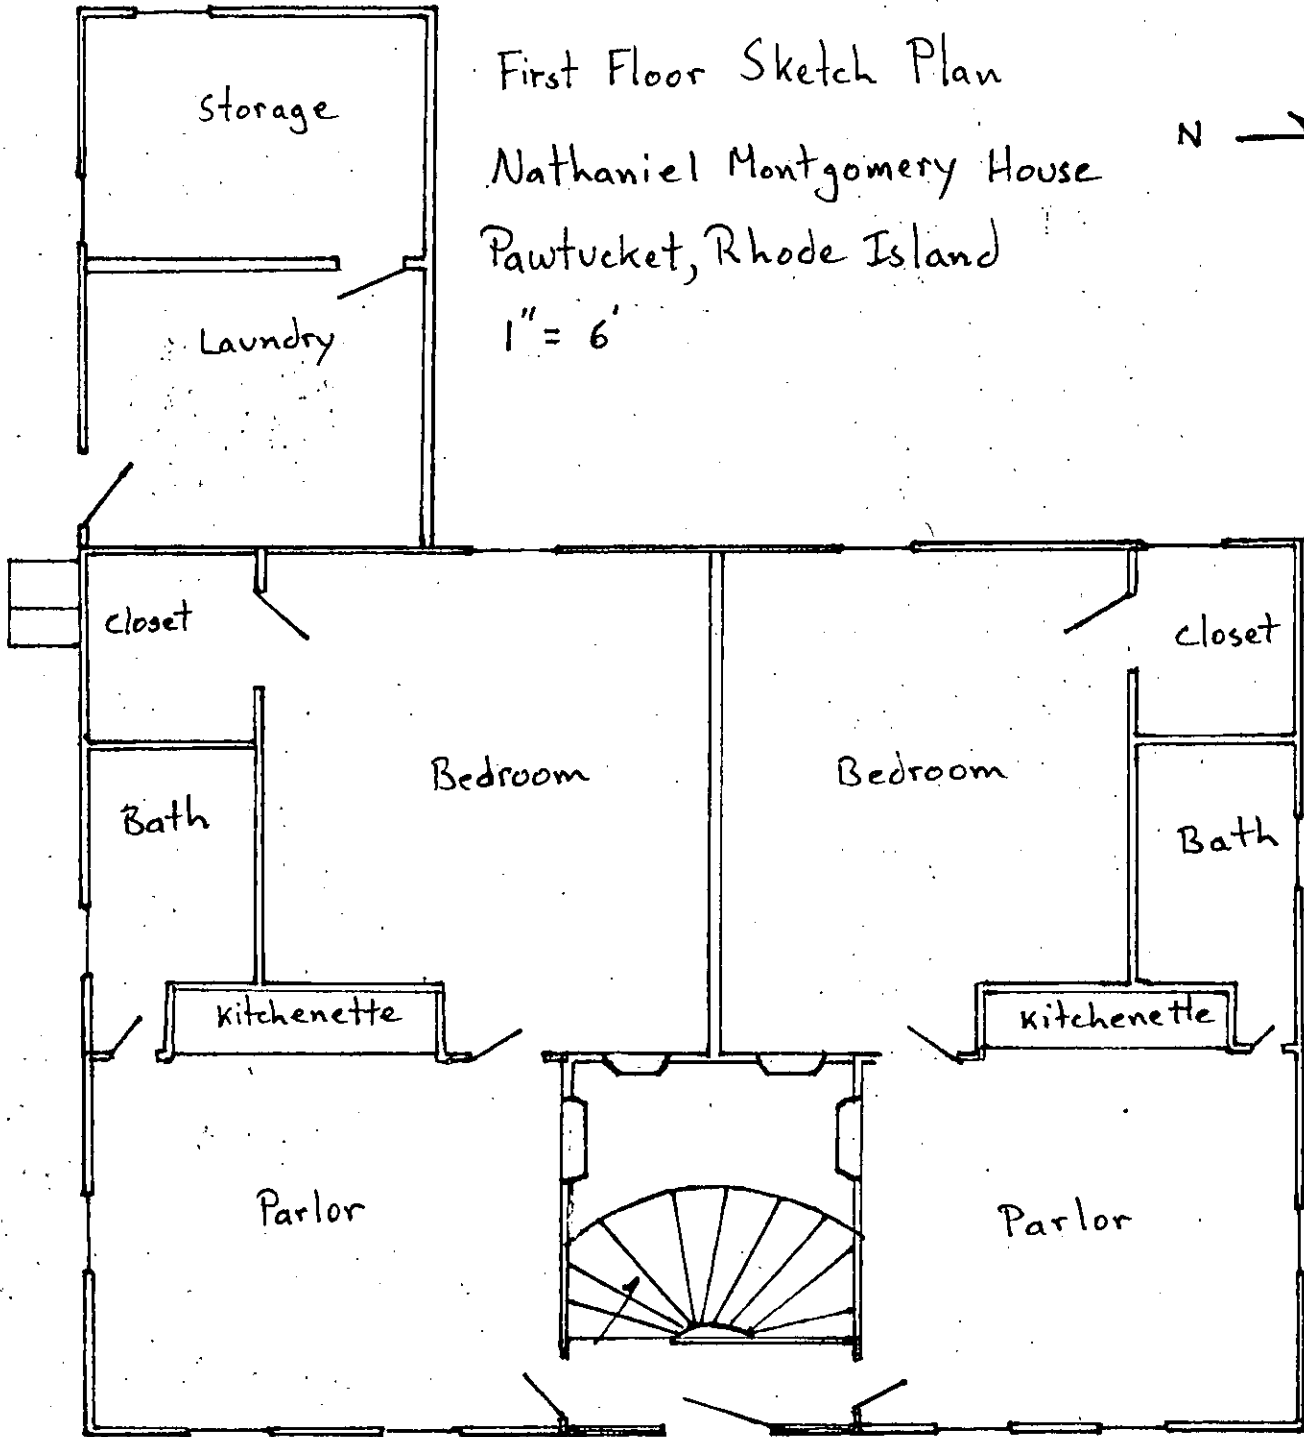 First Floor Sketch Plan
Nathaniel Montgomery House
Pawtucket, Rhode Island
1" = 6'
N
Storage
Laundry
Closet
Closet
Bedroom
Bedroom
Bath
Bath
Kitchenette
Kitchenette
Parlor
Parlor